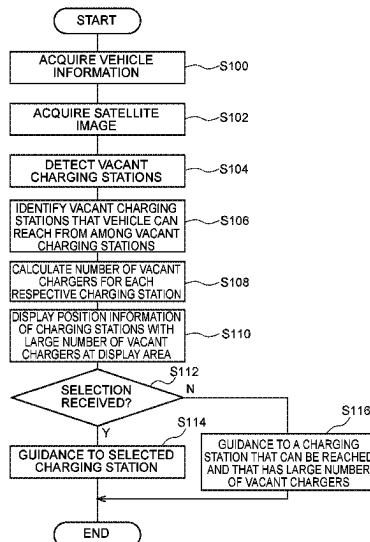 START
ACQUIRE VEHICLE
INFORMATION
S100
ACQUIRE SATELLITE
IMAGE
S102
DETECT VACANT
CHARGING STATIONS
S104
IDENTIFY VACANT CHARGING
STATIONS THAT VEHICLE CAN
REACH FROM AMONG VACANT
CHARGING STATIONS
S106
CALCULATE NUMBER OF VACANT
CHARGERS FOR EACH
RESPECTIVE CHARGING STATION
S108
DISPLAY POSITION INFORMATION
OF CHARGING STATIONS WITH
LARGE NUMBER OF VACANT
CHARGERS AT DISPLAY AREA
S110
S112
SELECTION
RECEIVED?
N
Y
S114
GUIDANCE TO SELECTED
CHARGING STATION
S116
GUIDANCE TO A CHARGING
STATION THAT CAN BE REACHED
AND THAT HAS LARGE NUMBER
OF VACANT CHARGERS
END